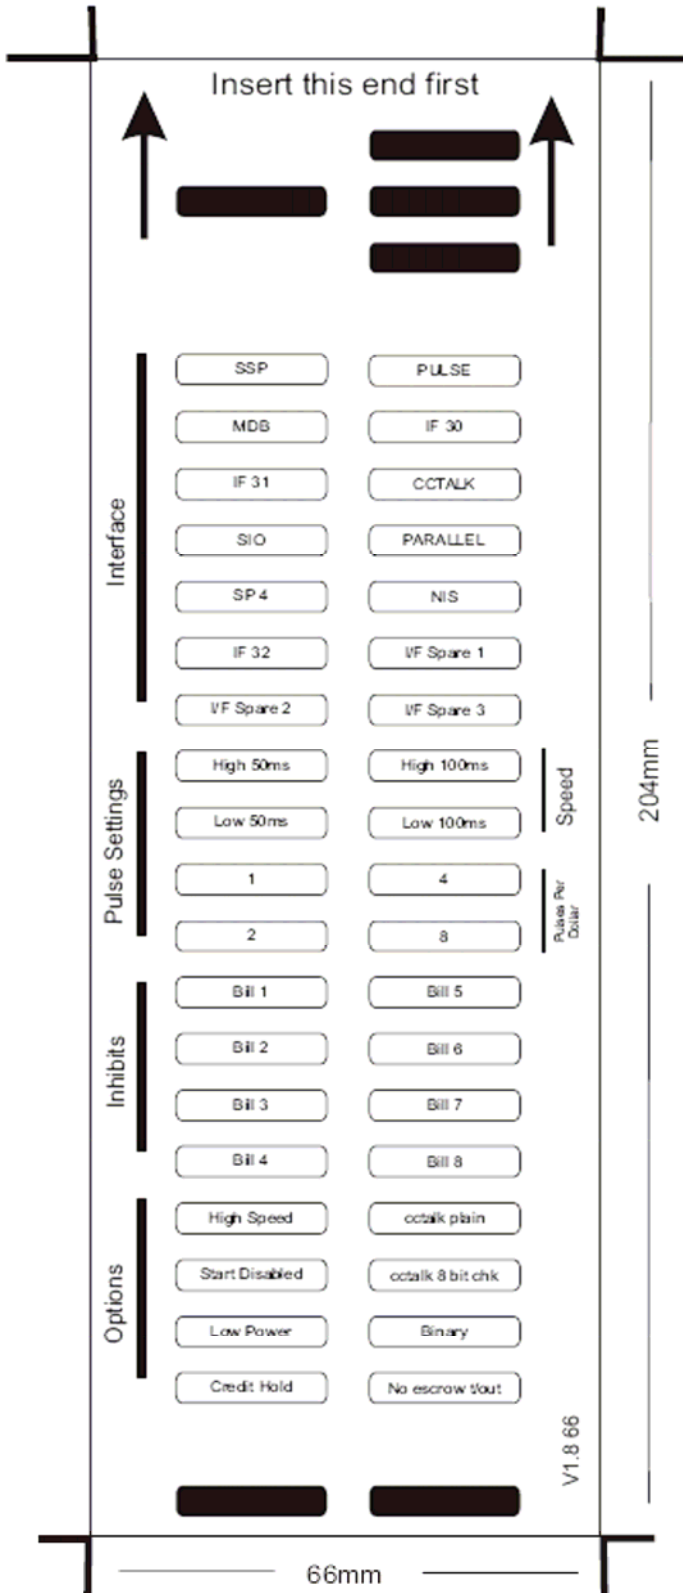 Insert this end first
Interface
SSP PULSE
MDB IF 30
IF 31 CCTALK
SIO PARALLEL
SP4 NIS
IF 32 I/F Spare 1
I/F Spare 2 I/F Spare 3
Pulse Settings
High 50ms High 100ms
Low 50ms Low 100ms
Speed
1 4
2 8
Pulses Per
Dollar
Inhibits
Bill 1 Bill 5
Bill 2 Bill 6
Bill 3 Bill 7
Bill 4 Bill 8
Options
High Speed cctalk plain
Start Disabled cctalk 8 bit chk
Low Power Binary
Credit Hold No escrow t/out
V1.8 66
204mm
66mm